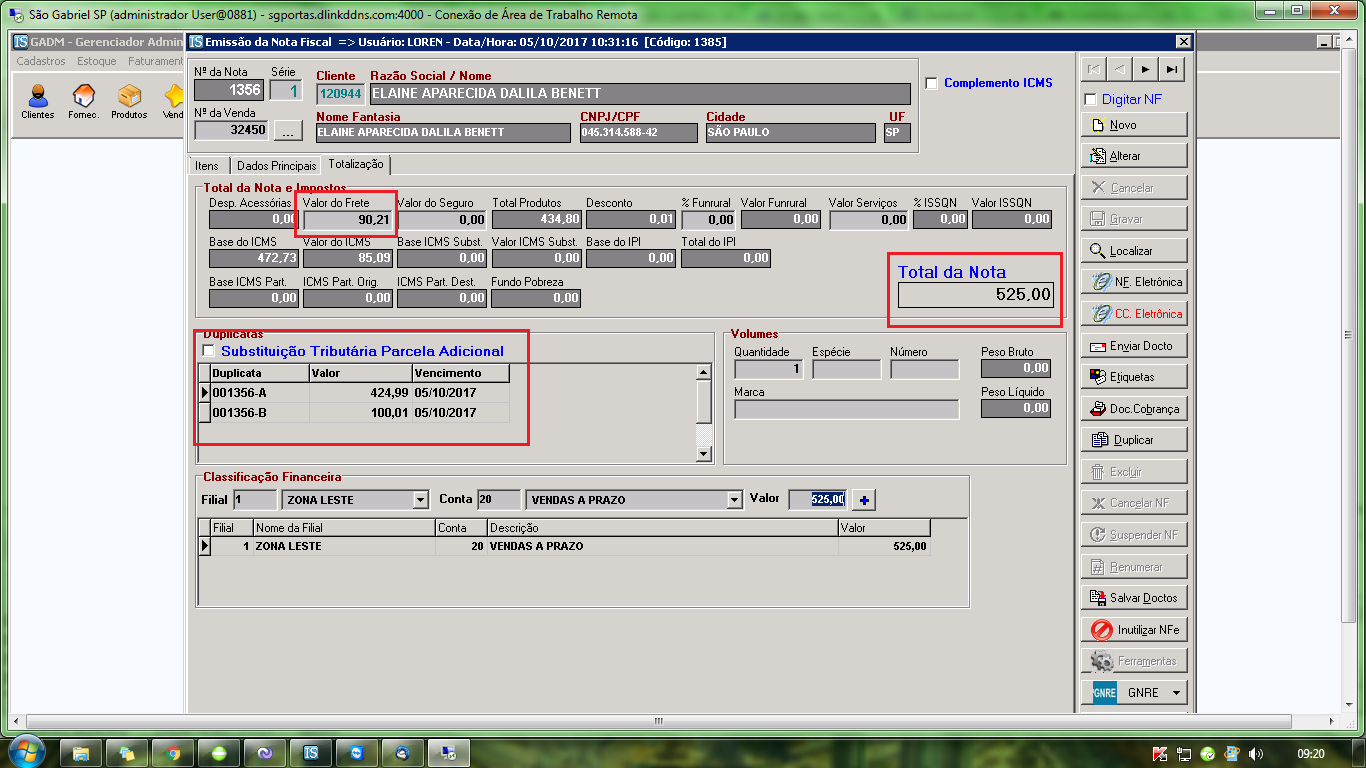 São Gabriel SP (administrador User@0881) - sgportas.dlinkddns.com:4000 - Conexão de Área de Trabalho Remota
GADM - Gerenciador Admin
Emissão da Nota Fiscal => Usuário: LOREN - Data/Hora: 05/10/2017 10:31:16 [Código: 1385]
Cadastros Estoque Faturament
Clientes Fornec. Produtos Vend
Nº da Nota Série Cliente Razão Social / Nome
1356 1 120944 ELAINE APARECIDA DALILA BENETT
Complemento ICMS
Nº da Venda Nome Fantasia CNPJ/CPF Cidade UF
32450 ... ELAINE APARECIDA DALILA BENETT 045.314.588-42 SÃO PAULO SP
Itens Dados Principais Totalização
Total da Nota e Impostos
Desp. Acessórias Valor do Frete Valor do Seguro Total Produtos Desconto % Funrural Valor Funrural Valor Serviços % ISSQN Valor ISSQN
0,00 90,21 0,00 434,80 0,01 0,00 0,00 0,00 0,00 0,00
Base do ICMS Valor do ICMS Base ICMS Subst. Valor ICMS Subst. Base do IPI Total do IPI
472,73 85,09 0,00 0,00 0,00 0,00
Base ICMS Part. ICMS Part. Orig. ICMS Part. Dest. Fundo Pobreza
0,00 0,00 0,00 0,00
Total da Nota
525,00
Duplicatas
Substituição Tributária Parcela Adicional
Duplicata Valor Vencimento
001356-A 424,99 05/10/2017
001356-B 100,01 05/10/2017
Volumes
Quantidade Espécie Número Peso Bruto
1 0,00
Marca Peso Líquido
0,00
Classificação Financeira
Filial 1 ZONA LESTE Conta 20 VENDAS A PRAZO Valor 525,00 +
Filial Nome da Filial Conta Descrição Valor
1 ZONA LESTE 20 VENDAS A PRAZO 525,00
Digitar NF
Novo
Alterar
Cancelar
Gravar
Localizar
NF. Eletrônica
CC. Eletrônica
Enviar Docto
Etiquetas
Doc.Cobrança
Duplicar
Excluir
Cancelar NF
Suspender NF
Renumerar
Salvar Doctos
Inutilizar NFe
Ferramentas
GNRE GNRE
09:20